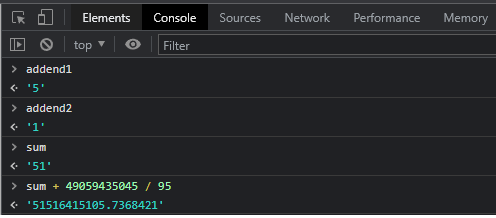 Elements Console Sources Network Performance Memory
top Filter
addend1
'5'
addend2
'1'
sum
'51'
sum + 49059435045 / 95
'51516415105.7368421'